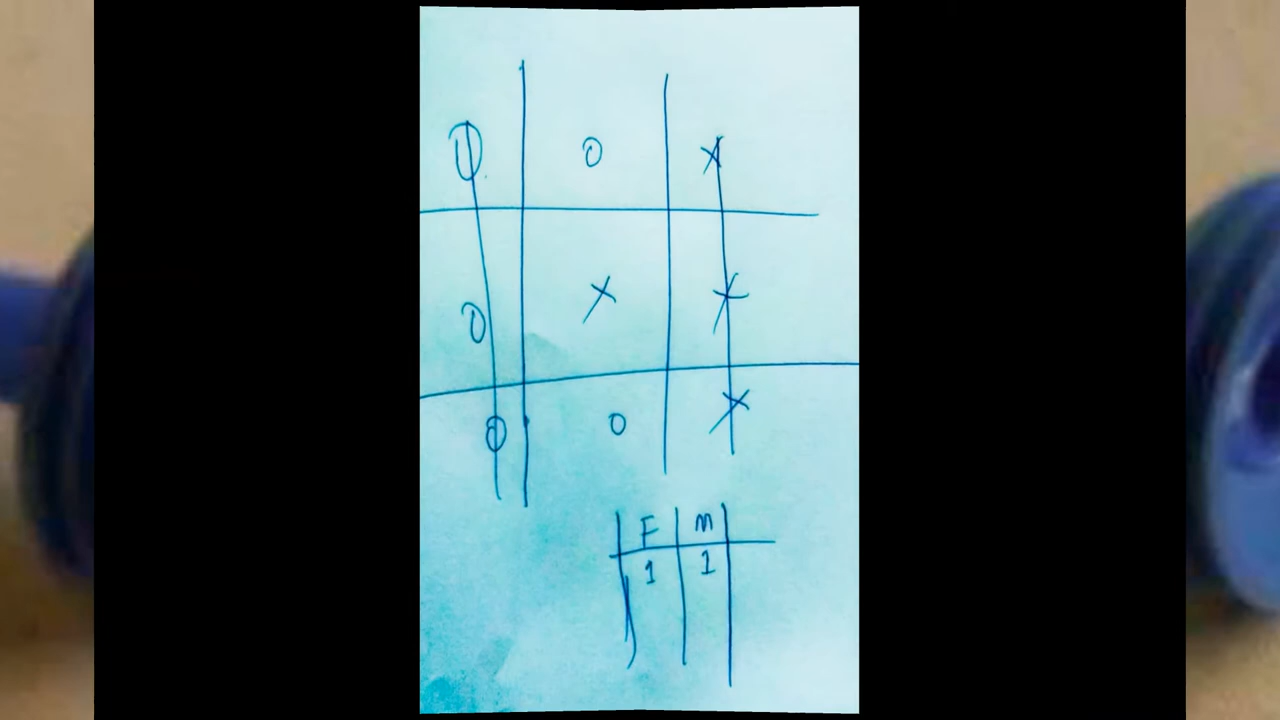 O O X
O X X
O O X
F M
1 1